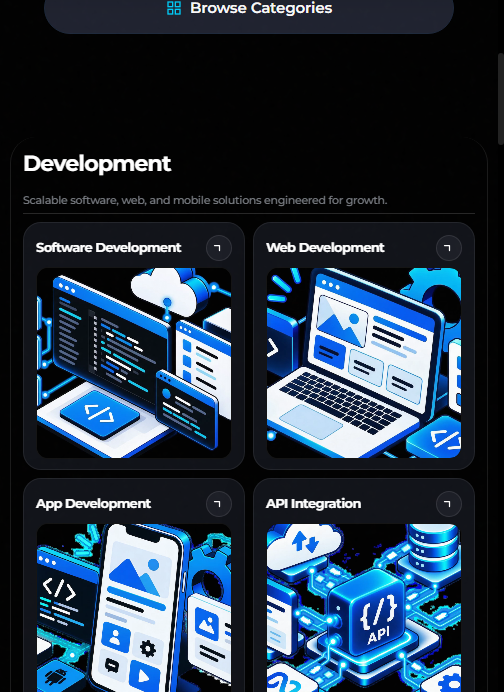 Browse Categories
Development
Scalable software, web, and mobile solutions engineered for growth.
Software Development
Web Development
</>
</>
App Development
API Integration
</>
{/}
API